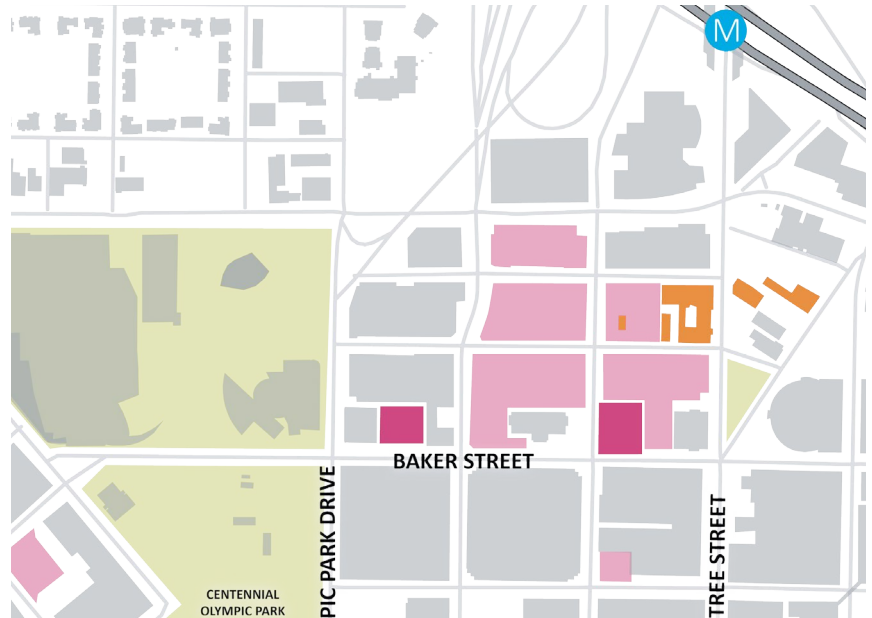 M
BAKER STREET
PIC PARK DRIVE
TREE STREET
CENTENNIAL
OLYMPIC PARK